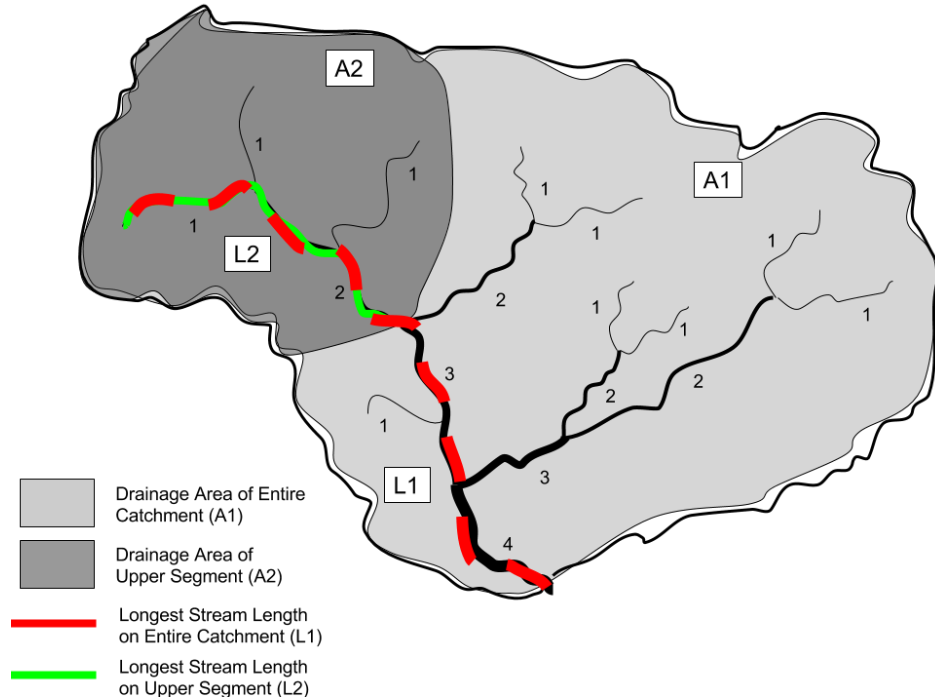 A2
A1
1
1
1
1
1
L2
1
2
2
1
1
1
1
3
2
2
1
3
L1
4
Drainage Area of Entire
Catchment (A1)
Drainage Area of
Upper Segment (A2)
Longest Stream Length
on Entire Catchment (L1)
Longest Stream Length
on Upper Segment (L2)